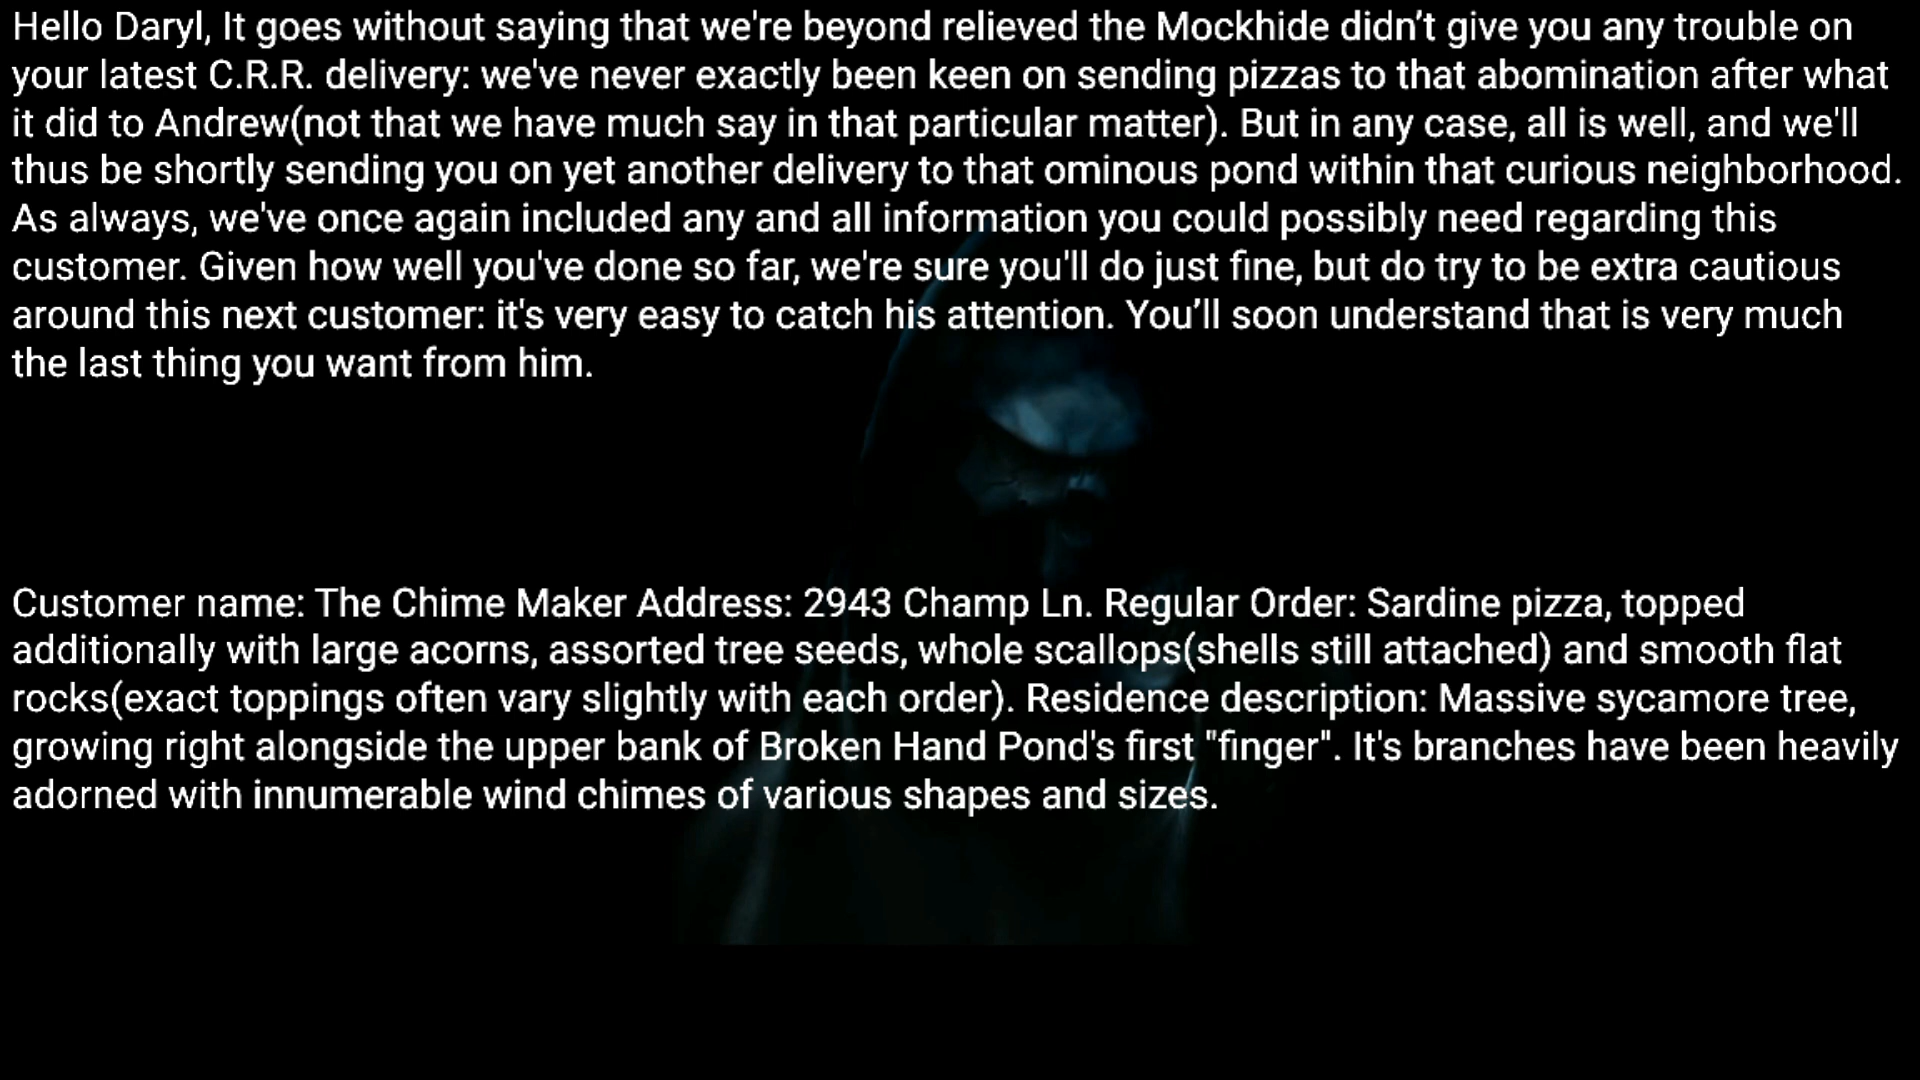 Hello Daryl, It goes without saying that we're beyond relieved the Mockhide didn’t give you any trouble on
your latest C.R.R. delivery: we've never exactly been keen on sending pizzas to that abomination after what
it did to Andrew(not that we have much say in that particular matter). But in any case, all is well, and we'll
thus be shortly sending you on yet another delivery to that ominous pond within that curious neighborhood.
As always, we've once again included any and all information you could possibly need regarding this
customer. Given how well you've done so far, we're sure you'll do just fine, but do try to be extra cautious
around this next customer: it's very easy to catch his attention. You’ll soon understand that is very much
the last thing you want from him.
Customer name: The Chime Maker Address: 2943 Champ Ln. Regular Order: Sardine pizza, topped
additionally with large acorns, assorted tree seeds, whole scallops(shells still attached) and smooth flat
rocks(exact toppings often vary slightly with each order). Residence description: Massive sycamore tree,
growing right alongside the upper bank of Broken Hand Pond's first "finger". It's branches have been heavily
adorned with innumerable wind chimes of various shapes and sizes.